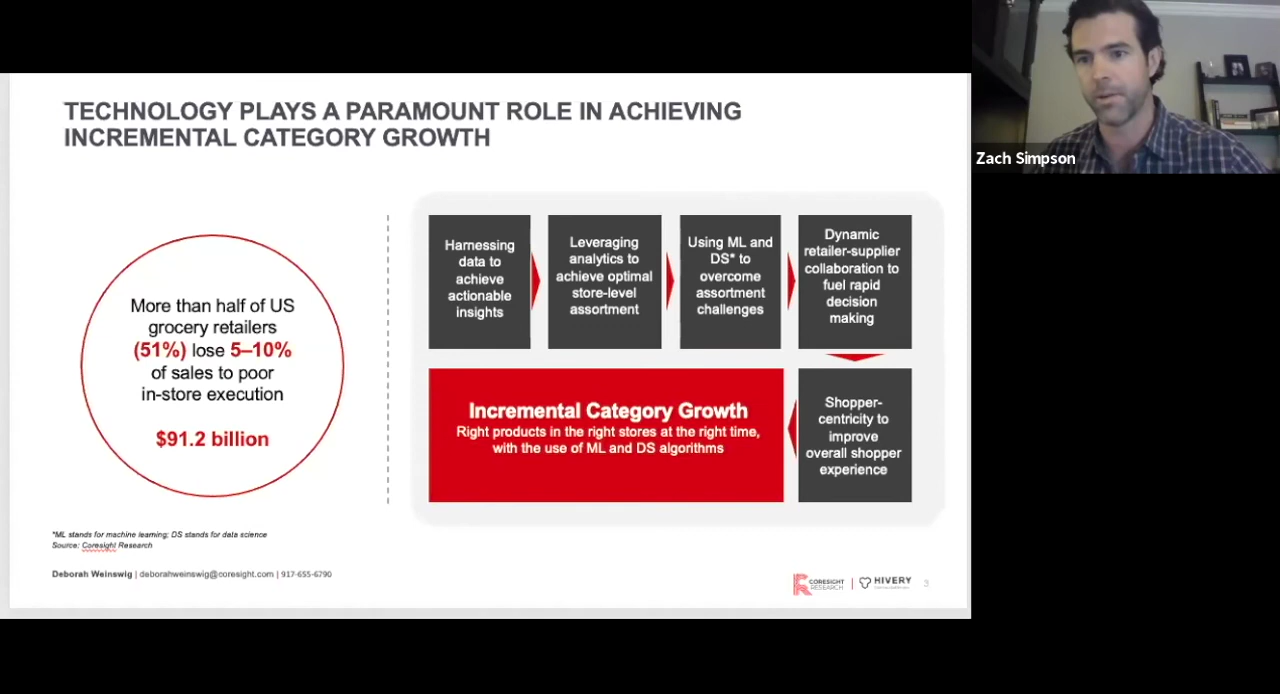 TECHNOLOGY PLAYS A PARAMOUNT ROLE IN ACHIEVING
INCREMENTAL CATEGORY GROWTH
More than half of US
grocery retailers
(51%) lose 5–10%
of sales to poor
in-store execution
$91.2 billion
Harnessing
data to
achieve
actionable
insights
Leveraging
analytics to
achieve optimal
store-level
assortment
Using ML and
DS* to
overcome
assortment
challenges
Dynamic
retailer-supplier
collaboration to
fuel rapid
decision
making
Shopper-
centricity to
improve
overall shopper
experience
Incremental Category Growth
Right products in the right stores at the right time,
with the use of ML and DS algorithms
*ML stands for machine learning; DS stands for data science
Source: Coresight Research
Deborah Weinswig | deborahweinswig@coresight.com | 917-655-6790
CORESIGHT
RESEARCH
HIVERY
3
Zach Simpson